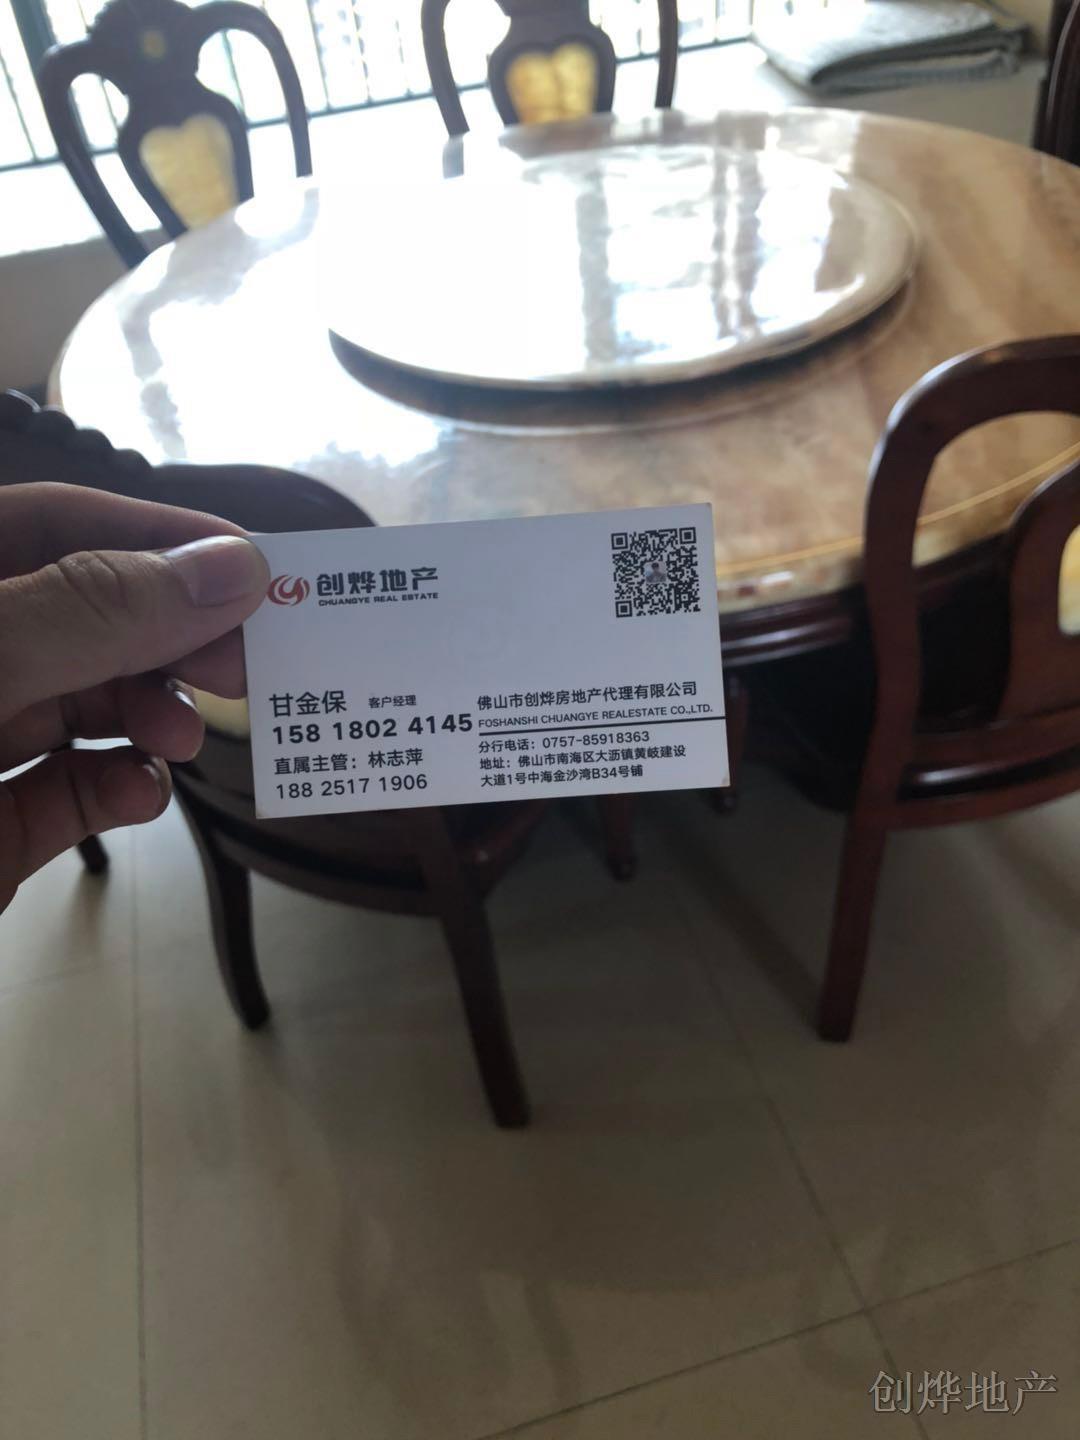 创烨地产
CHUANGYE REAL ESTATE
甘金保 客户经理
158 1802 4145
直属主管：林志萍
188 2517 1906
佛山市创烨房地产代理有限公司
FOSHANSHI CHUANGYE REALESTATE CO.,LTD.
分行电话：0757-85918363
地址：佛山市南海区大沥镇黄岐建设
大道1号中海金沙湾B34号铺
创烨地产